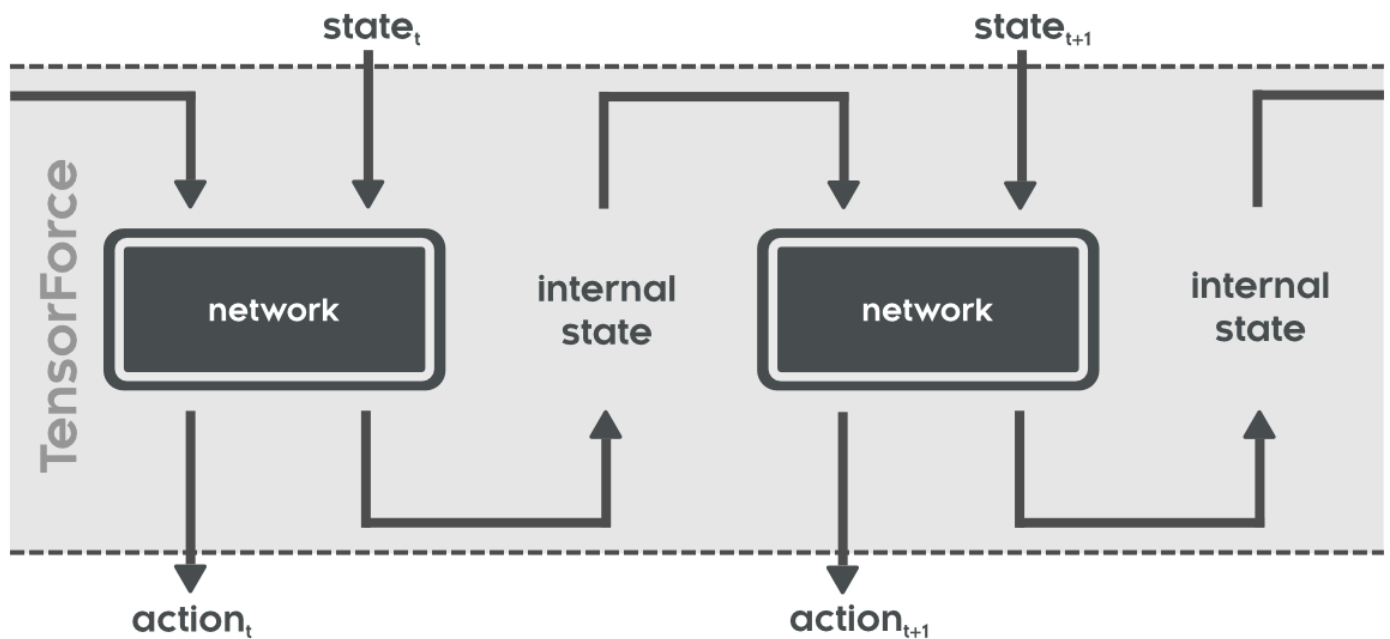 state_t
state_t+1
TensorForce
network
internal
state
network
internal
state
action_t
action_t+1